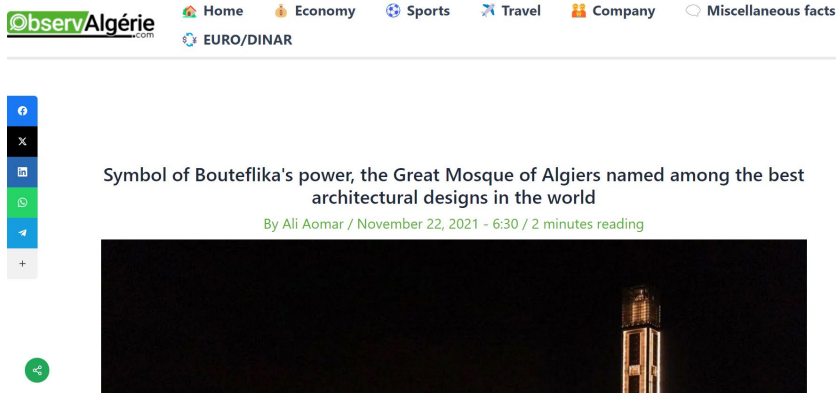 ObservAlgérie
.com
Home Economy Sports Travel Company Miscellaneous facts
EURO/DINAR
Symbol of Bouteflika's power, the Great Mosque of Algiers named among the best
architectural designs in the world
By Ali Aomar / November 22, 2021 - 6:30 / 2 minutes reading